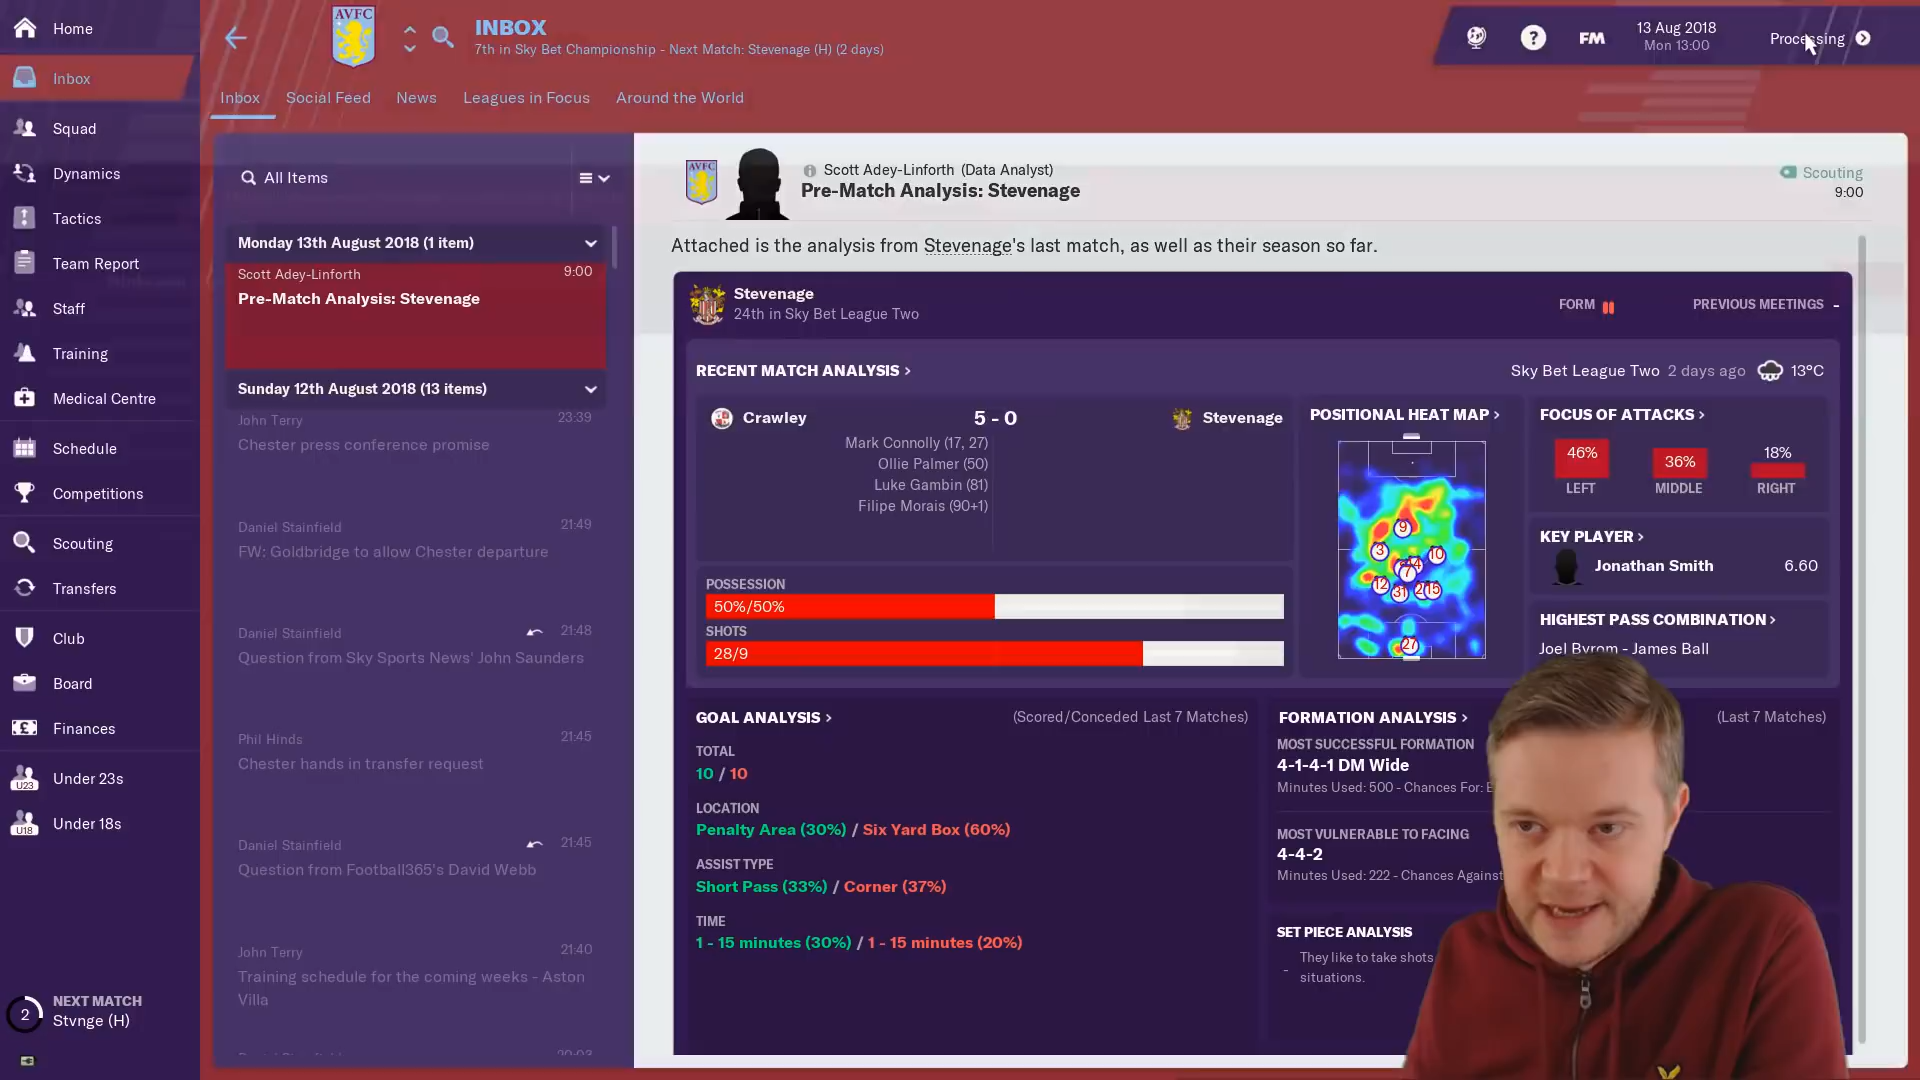 Home
Inbox
Squad
Dynamics
Tactics
Team Report
Staff
Training
Medical Centre
Schedule
Competitions
Scouting
Transfers
Club
Board
Finances
U23
Under 23s
U18
Under 18s
2
NEXT MATCH
Stvnge (H)
AVFC
INBOX
7th in Sky Bet Championship - Next Match: Stevenage (H) (2 days)
?
FM
13 Aug 2018
Mon 13:00
Processing
Inbox
Social Feed
News
Leagues in Focus
Around the World
All Items
Monday 13th August 2018 (1 item)
Scott Adey-Linforth
9:00
Pre-Match Analysis: Stevenage
Sunday 12th August 2018 (13 items)
John Terry
23:39
Chester press conference promise
Daniel Stainfield
21:49
FW: Goldbridge to allow Chester departure
Daniel Stainfield
21:48
Question from Sky Sports News' John Saunders
Phil Hinds
21:45
Chester hands in transfer request
Daniel Stainfield
21:45
Question from Football365's David Webb
John Terry
21:40
Training schedule for the coming weeks - Aston
Villa
AVFC
Scott Adey-Linforth (Data Analyst)
Pre-Match Analysis: Stevenage
Scouting
9:00
Attached is the analysis from Stevenage's last match, as well as their season so far.
Stevenage
24th in Sky Bet League Two
FORM
PREVIOUS MEETINGS -
RECENT MATCH ANALYSIS >
Sky Bet League Two 2 days ago 13°C
Crawley
5 - 0
Stevenage
Mark Connolly (17, 27)
Ollie Palmer (50)
Luke Gambin (81)
Filipe Morais (90+1)
POSSESSION
50%/50%
SHOTS
28/9
POSITIONAL HEAT MAP >
9
3
10
7
12
31
15
27
FOCUS OF ATTACKS >
46%
36%
18%
LEFT
MIDDLE
RIGHT
KEY PLAYER >
Jonathan Smith
6.60
HIGHEST PASS COMBINATION >
Joel Byrom - James Ball
GOAL ANALYSIS >
(Scored/Conceded Last 7 Matches)
TOTAL
10 / 10
LOCATION
Penalty Area (30%) / Six Yard Box (60%)
ASSIST TYPE
Short Pass (33%) / Corner (37%)
TIME
1 - 15 minutes (30%) / 1 - 15 minutes (20%)
FORMATION ANALYSIS >
(Last 7 Matches)
MOST SUCCESSFUL FORMATION
4-1-4-1 DM Wide
Minutes Used: 500 - Chances For:
MOST VULNERABLE TO FACING
4-4-2
Minutes Used: 222 - Chances Against
SET PIECE ANALYSIS
- They like to take shots
situations.